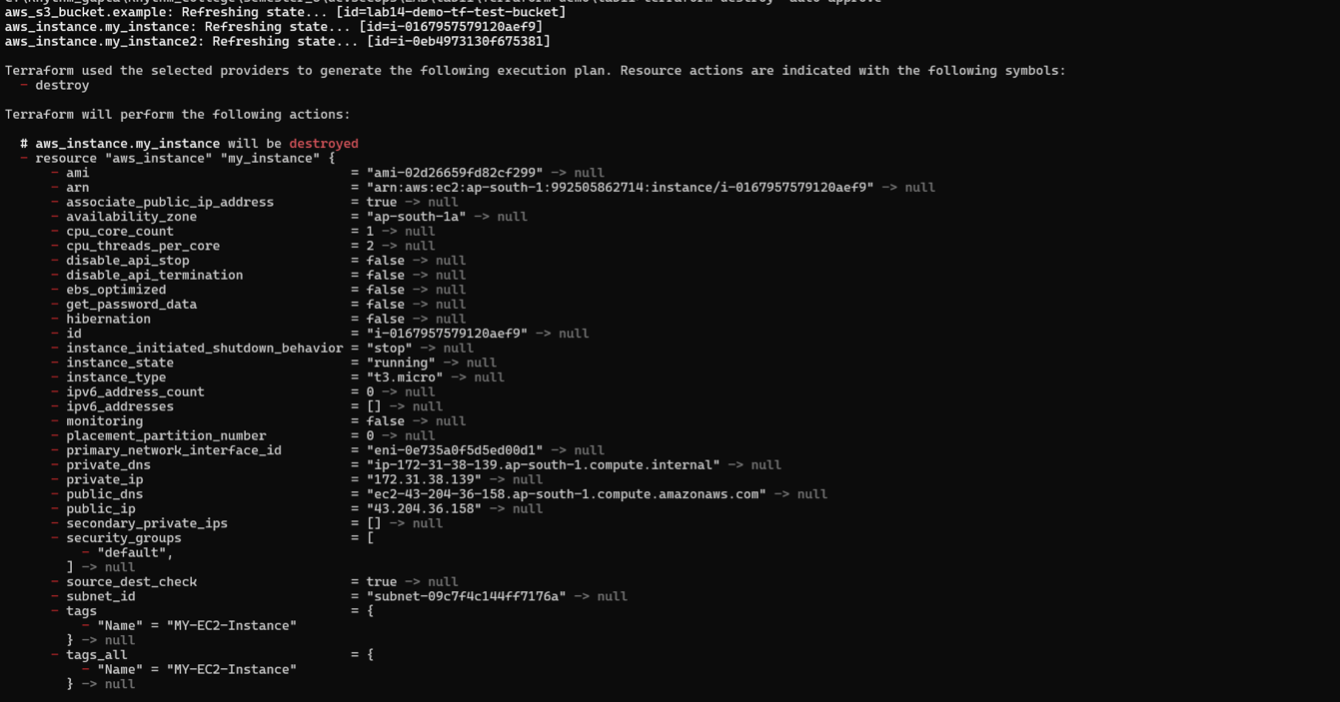 aws_s3_bucket.example: Refreshing state... [id=lab14-demo-tf-test-bucket]
aws_instance.my_instance: Refreshing state... [id=i-0167957579120aef9]
aws_instance.my_instance2: Refreshing state... [id=i-0eb4973130f675381]
Terraform used the selected providers to generate the following execution plan. Resource actions are indicated with the following symbols:
- destroy
Terraform will perform the following actions:
# aws_instance.my_instance will be destroyed
- resource "aws_instance" "my_instance" {
- ami = "ami-02d26659fd82cf299" -> null
- arn = "arn:aws:ec2:ap-south-1:992505862714:instance/i-0167957579120aef9" -> null
- associate_public_ip_address = true -> null
- availability_zone = "ap-south-1a" -> null
- cpu_core_count = 1 -> null
- cpu_threads_per_core = 2 -> null
- disable_api_stop = false -> null
- disable_api_termination = false -> null
- ebs_optimized = false -> null
- get_password_data = false -> null
- hibernation = false -> null
- id = "i-0167957579120aef9" -> null
- instance_initiated_shutdown_behavior = "stop" -> null
- instance_state = "running" -> null
- instance_type = "t3.micro" -> null
- ipv6_address_count = 0 -> null
- ipv6_addresses = [] -> null
- monitoring = false -> null
- placement_partition_number = 0 -> null
- primary_network_interface_id = "eni-0e735a0f5d5ed00d1" -> null
- private_dns = "ip-172-31-38-139.ap-south-1.compute.internal" -> null
- private_ip = "172.31.38.139" -> null
- public_dns = "ec2-43-204-36-158.ap-south-1.compute.amazonaws.com" -> null
- public_ip = "43.204.36.158" -> null
- secondary_private_ips = [] -> null
- security_groups = [
- "default",
] -> null
- source_dest_check = true -> null
- subnet_id = "subnet-09c7f4c144ff7176a" -> null
- tags = {
- "Name" = "MY-EC2-Instance"
} -> null
- tags_all = {
- "Name" = "MY-EC2-Instance"
} -> null